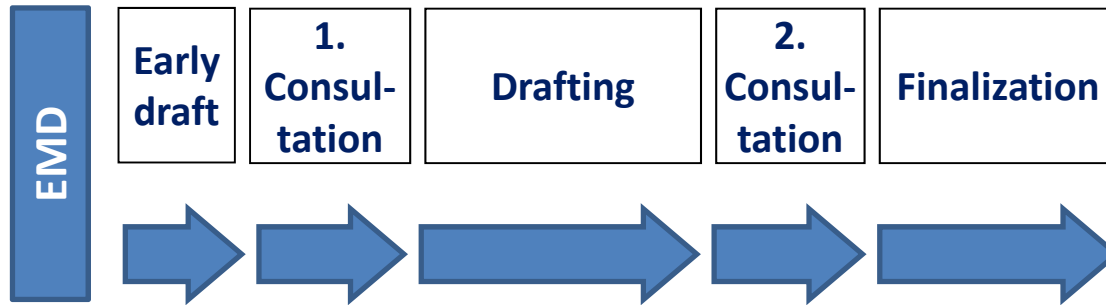 EMD
Early
draft
1.
Consul-
tation
Drafting
2.
Consul-
tation
Finalization